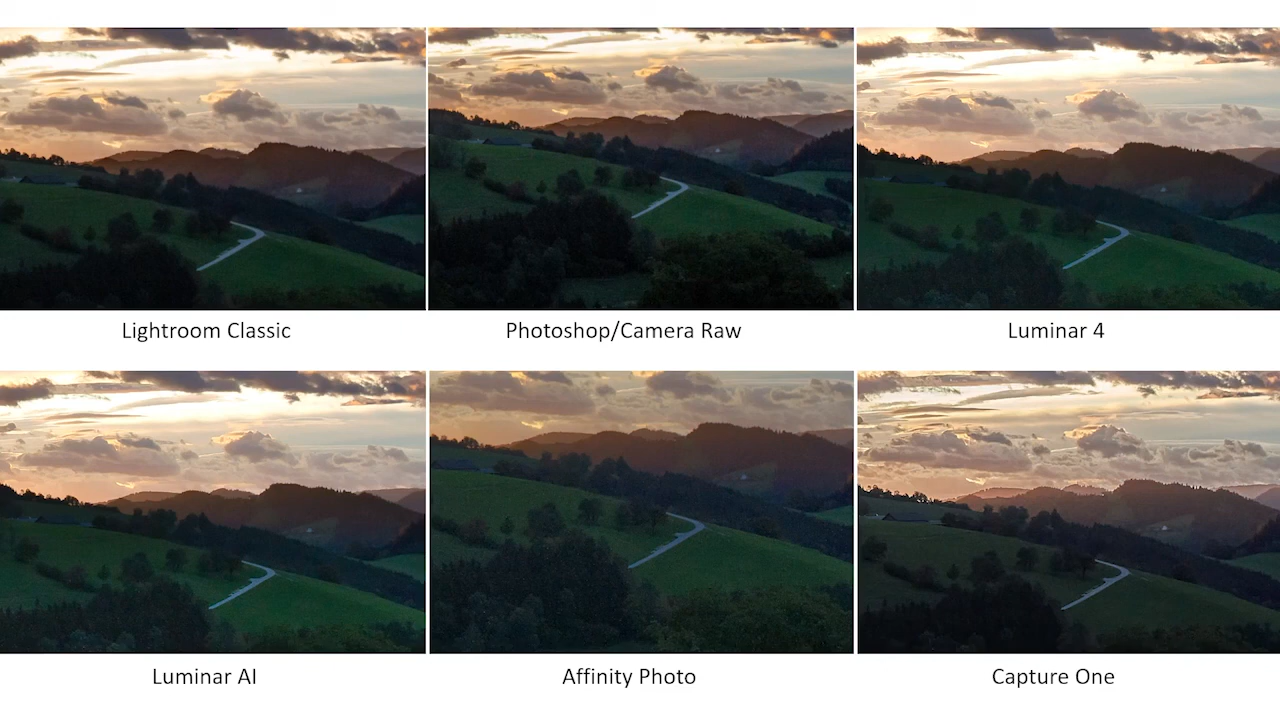 Lightroom Classic
Photoshop/Camera Raw
Luminar 4
Luminar AI
Affinity Photo
Capture One